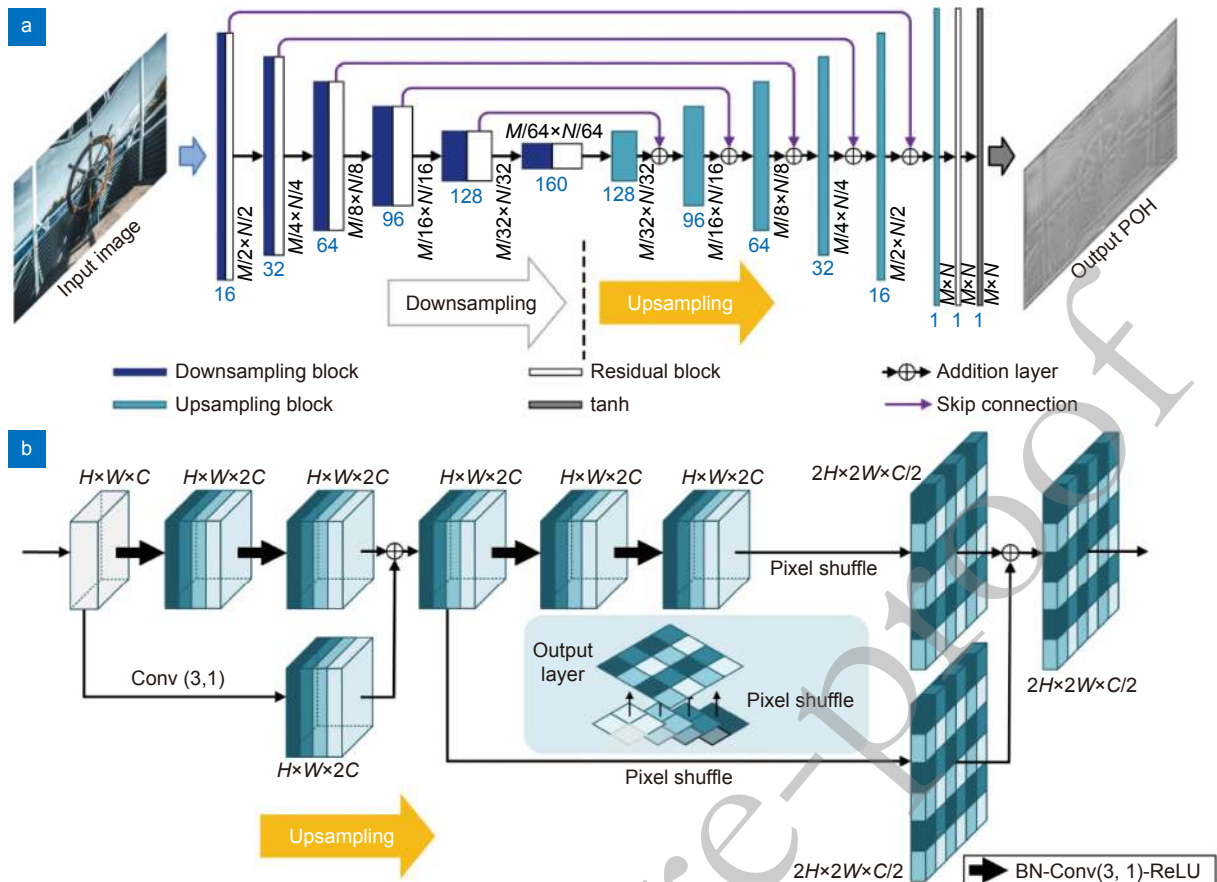 a
Input image
16
M/2×N/2
32
M/4×N/4
64
M/8×N/8
96
M/16×N/16
128
M/32×N/32
M/64×N/64
160
128
M/32×N/32
96
M/16×N/16
64
M/8×N/8
32
M/4×N/4
16
M/2×N/2
1
M×N
1
M×N
1
M×N
Output POH
Downsampling
Upsampling
Downsampling block
Residual block
Addition layer
Upsampling block
tanh
Skip connection
b
H×W×C
H×W×2C
H×W×2C
H×W×2C
H×W×2C
H×W×2C
2H×2W×C/2
Pixel shuffle
Conv (3,1)
H×W×2C
Output
layer
Pixel shuffle
Pixel shuffle
2H×2W×C/2
Upsampling
2H×2W×C/2
BN-Conv(3, 1)-ReLU
re-proof